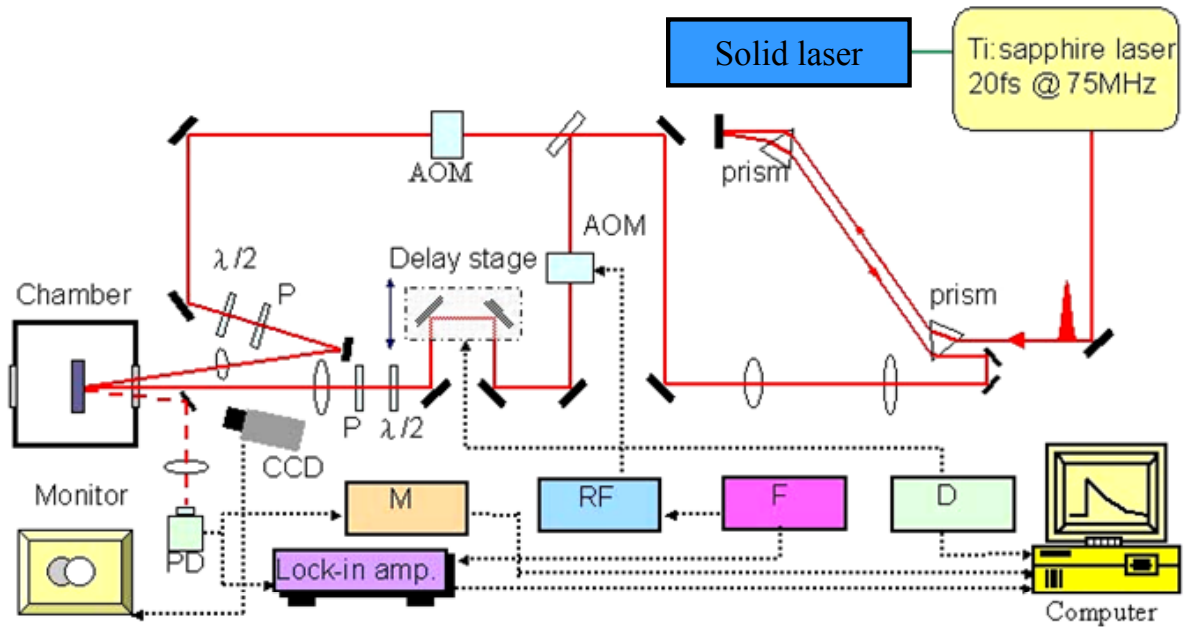 Solid laser
Ti:sapphire laser
20fs @ 75MHz
AOM
prism
AOM
λ/2
Delay stage
Chamber
P
prism
P
λ/2
CCD
Monitor
M
RF
F
D
PD
Lock-in amp.
Computer